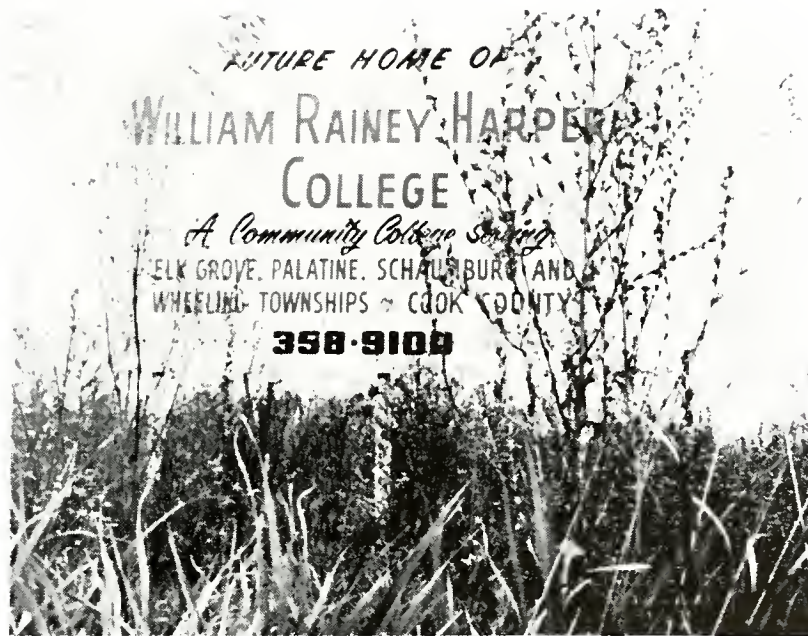 FUTURE HOME OF
WILLIAM RAINEY HARPER
COLLEGE
A Community College Serving
ELK GROVE, PALATINE, SCHAUMBURG AND
WHEELING TOWNSHIPS ~ COOK COUNTY
358·9100